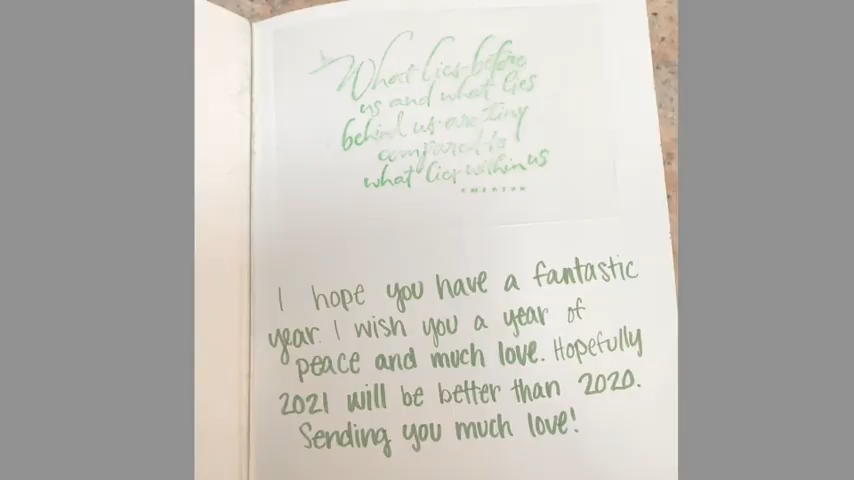 What lies before
us and what lies
behind us are tiny
compared to
what lies within us
EMERSON
I hope you have a fantastic
year. I wish you a year of
peace and much love. Hopefully
2021 will be better than 2020.
Sending you much love!